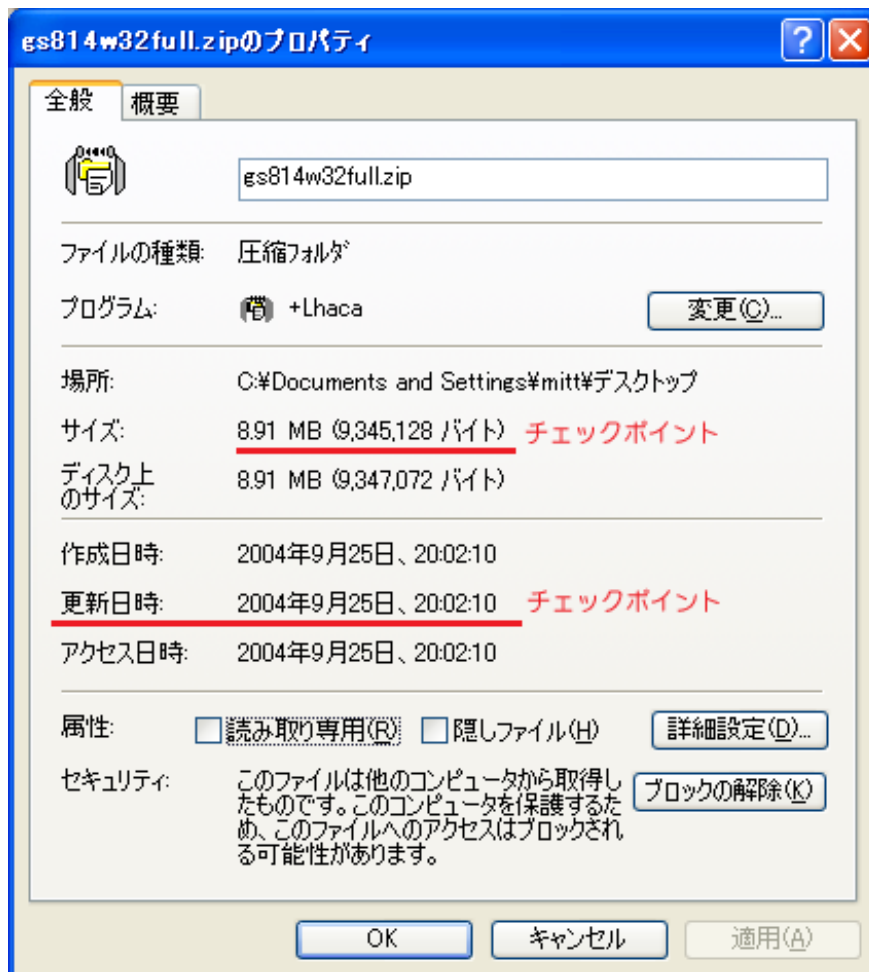 gs814w32full.zipのプロパティ
全般 概要
gs814w32full.zip
ファイルの種類: 圧縮フォルダ
プログラム: +Lhaca 変更(C)...
場所: C:¥Documents and Settings¥mitt¥デスクトップ
サイズ: 8.91 MB (9,345,128 バイト) チェックポイント
ディスク上
のサイズ: 8.91 MB (9,347,072 バイト)
作成日時: 2004年9月25日、20:02:10
更新日時: 2004年9月25日、20:02:10 チェックポイント
アクセス日時: 2004年9月25日、20:02:10
属性: 読み取り専用(R) 隠しファイル(H) 詳細設定(D)...
セキュリティ: このファイルは他のコンピュータから取得し ブロックの解除(K)
たものです。このコンピュータを保護するた
め、このファイルへのアクセスはブロックされ
る可能性があります。
OK キャンセル 適用(A)